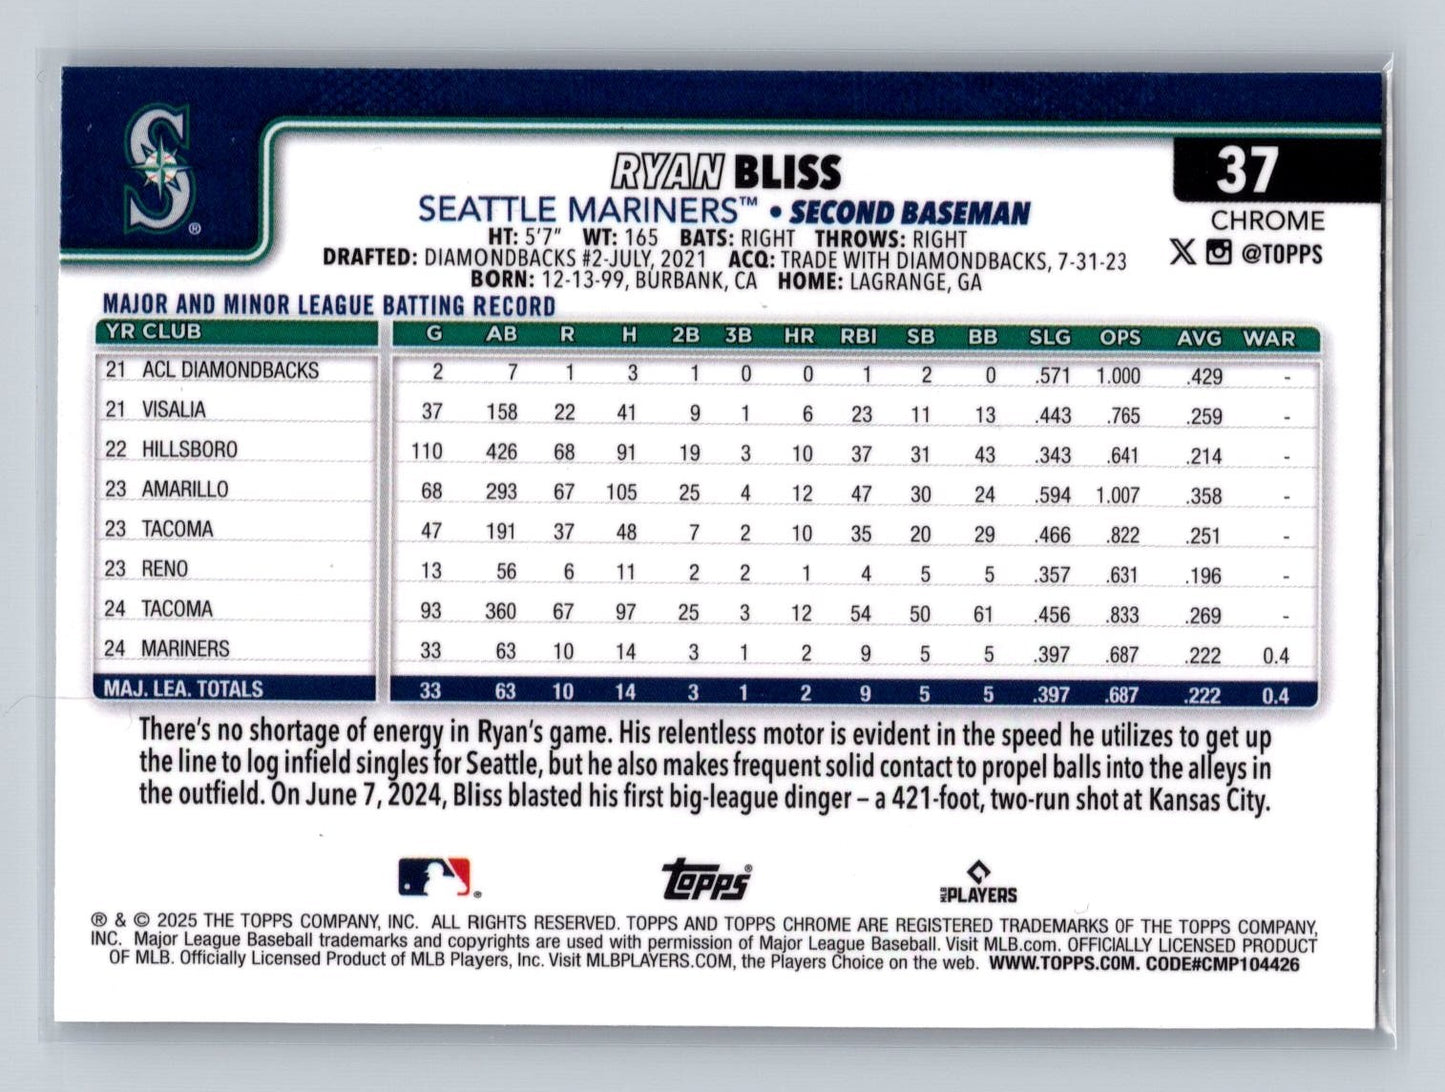 S ®
37
RYAN BLISS
SEATTLE MARINERS™ • SECOND BASEMAN
CHROME
HT: 5'7" WT: 165 BATS: RIGHT THROWS: RIGHT
@TOPPS
DRAFTED: DIAMONDBACKS #2-JULY, 2021 ACQ: TRADE WITH DIAMONDBACKS, 7-31-23
BORN: 12-13-99, BURBANK, CA HOME: LAGRANGE, GA
MAJOR AND MINOR LEAGUE BATTING RECORD
YR CLUB G AB R H 2B 3B HR RBI SB BB SLG OPS AVG WAR
21 ACL DIAMONDBACKS 2 7 1 3 1 0 0 1 2 0 .571 1.000 .429 -
21 VISALIA 37 158 22 41 9 1 6 23 11 13 .443 .765 .259 -
22 HILLSBORO 110 426 68 91 19 3 10 37 31 43 .343 .641 .214 -
23 AMARILLO 68 293 67 105 25 4 12 47 30 24 .594 1.007 .358 -
23 TACOMA 47 191 37 48 7 2 10 35 20 29 .466 .822 .251 -
23 RENO 13 56 6 11 2 2 1 4 5 5 .357 .631 .196 -
24 TACOMA 93 360 67 97 25 3 12 54 50 61 .456 .833 .269 -
24 MARINERS 33 63 10 14 3 1 2 9 5 5 .397 .687 .222 0.4
MAJ. LEA. TOTALS 33 63 10 14 3 1 2 9 5 5 .397 .687 .222 0.4
There's no shortage of energy in Ryan's game. His relentless motor is evident in the speed he utilizes to get up
the line to log infield singles for Seattle, but he also makes frequent solid contact to propel balls into the alleys in
the outfield. On June 7, 2024, Bliss blasted his first big-league dinger – a 421-foot, two-run shot at Kansas City.
® TOPPS ® MLB PLAYERS
® & © 2025 THE TOPPS COMPANY, INC. ALL RIGHTS RESERVED. TOPPS AND TOPPS CHROME ARE REGISTERED TRADEMARKS OF THE TOPPS COMPANY,
INC. Major League Baseball trademarks and copyrights are used with permission of Major League Baseball. Visit MLB.com. OFFICIALLY LICENSED PRODUCT
OF MLB. Officially Licensed Product of MLB Players, Inc. Visit MLBPLAYERS.COM, the Players Choice on the web. WWW.TOPPS.COM. CODE#CMP104426